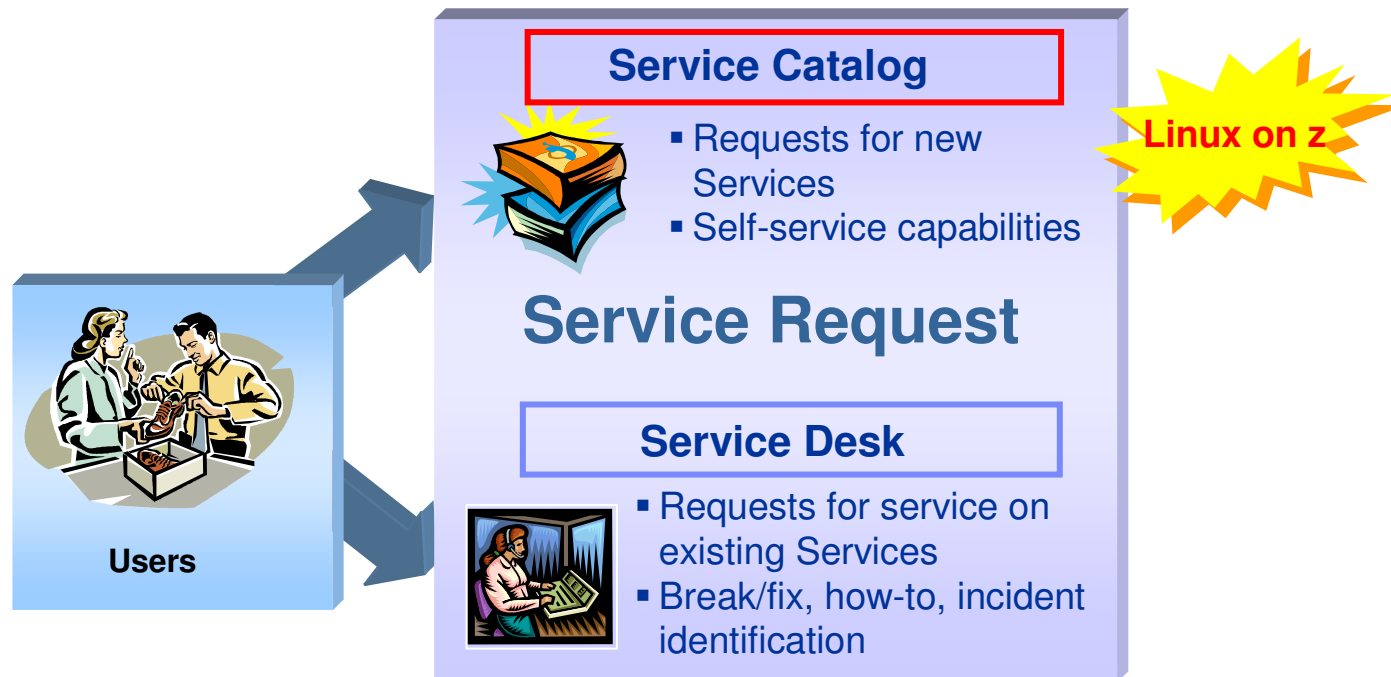 Service Catalog
▪ Requests for new
Services
▪ Self-service capabilities
Linux on z
Service Request
Service Desk
▪ Requests for service on
existing Services
▪ Break/fix, how-to, incident
identification
Users